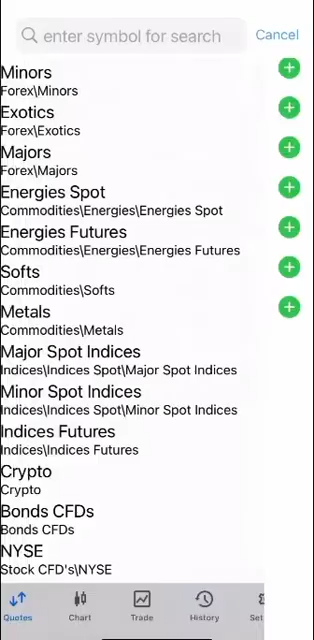 enter symbol for search
Cancel
Minors
Forex\Minors
Exotics
Forex\Exotics
Majors
Forex\Majors
Energies Spot
Commodities\Energies\Energies Spot
Energies Futures
Commodities\Energies\Energies Futures
Softs
Commodities\Softs
Metals
Commodities\Metals
Major Spot Indices
Indices\Indices Spot\Major Spot Indices
Minor Spot Indices
Indices\Indices Spot\Minor Spot Indices
Indices Futures
Indices\Indices Futures
Crypto
Crypto
Bonds CFDs
Bonds CFDs
NYSE
Stock CFD's\NYSE
Quotes Chart Trade History Set